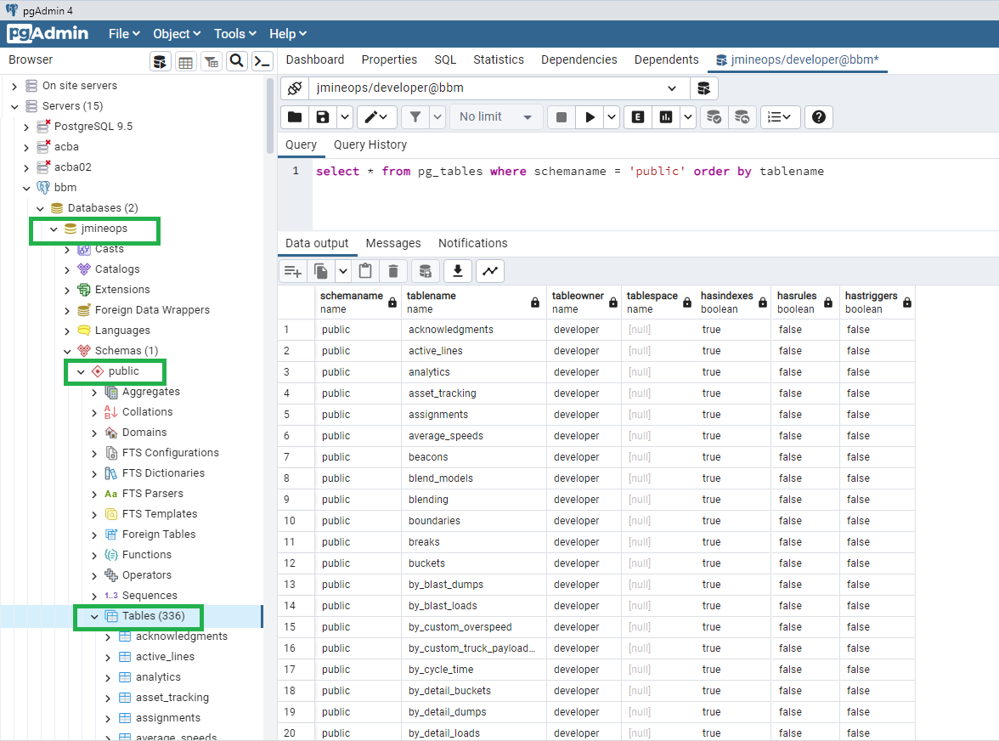 pgAdmin 4
pgAdmin File Object Tools Help
Browser
Dashboard Properties SQL Statistics Dependencies Dependents jmineops/developer@bbm*
On site servers
Servers (15)
PostgreSQL 9.5
acba
acba02
bbm
Databases (2)
jmineops
Casts
Catalogs
Extensions
Foreign Data Wrappers
Languages
Schemas (1)
public
Aggregates
Collations
Domains
FTS Configurations
FTS Dictionaries
Aa FTS Parsers
FTS Templates
Foreign Tables
Functions
Operators
1..3 Sequences
Tables (336)
acknowledgments
active_lines
analytics
asset_tracking
assignments
average_speeds
jmineops/developer@bbm
No limit E
Query Query History
1 select * from pg_tables where schemaname = 'public' order by tablename
Data output Messages Notifications
schemaname tablename tableowner tablespace hasindexes hasrules hastriggers
name name name name boolean boolean boolean
1 public acknowledgments developer [null] true false false
2 public active_lines developer [null] true false false
3 public analytics developer [null] true false false
4 public asset_tracking developer [null] true false false
5 public assignments developer [null] true false false
6 public average_speeds developer [null] true false false
7 public beacons developer [null] true false false
8 public blend_models developer [null] true false false
9 public blending developer [null] true false false
10 public boundaries developer [null] true false false
11 public breaks developer [null] true false false
12 public buckets developer [null] true false false
13 public by_blast_dumps developer [null] true false false
14 public by_blast_loads developer [null] true false false
15 public by_custom_overspeed developer [null] true false false
16 public by_custom_truck_payload... developer [null] true false false
17 public by_cycle_time developer [null] true false false
18 public by_detail_buckets developer [null] true false false
19 public by_detail_dumps developer [null] true false false
20 public by_detail_loads developer [null] true false false